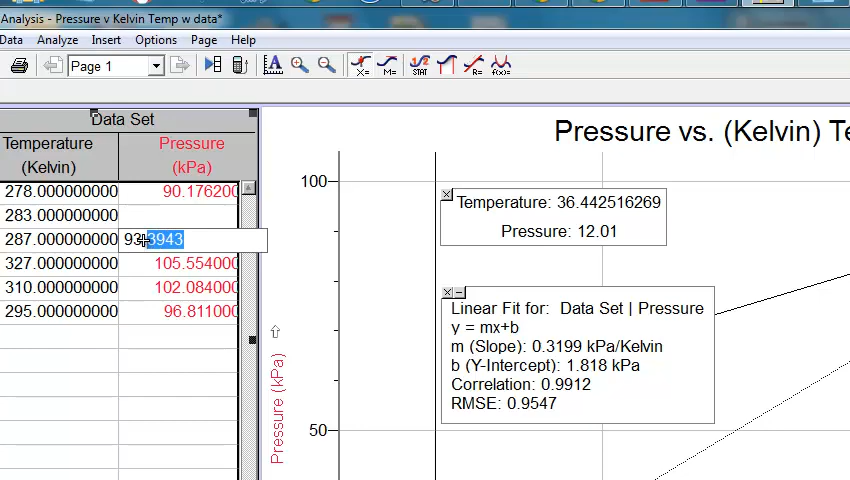 Analysis - Pressure v Kelvin Temp w data*
Data Analyze Insert Options Page Help
Page 1 A X= M= STAT R= f(x)=
Data Set
Temperature Pressure
(Kelvin) (kPa)
278.000000000 90.176200
283.000000000
287.000000000 93.3943
327.000000000 105.554000
310.000000000 102.084000
295.000000000 96.811000
Pressure vs. (Kelvin) Te
100
Temperature: 36.442516269
Pressure: 12.01
Linear Fit for: Data Set | Pressure
y = mx+b
m (Slope): 0.3199 kPa/Kelvin
b (Y-Intercept): 1.818 kPa
Correlation: 0.9912
RMSE: 0.9547
Pressure (kPa)
50